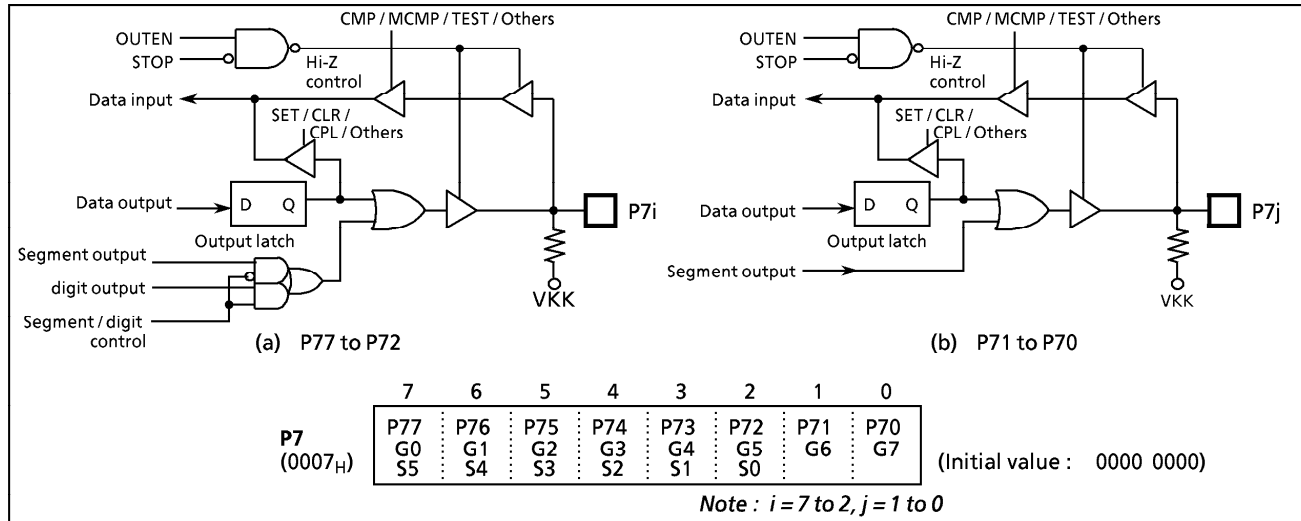 CMP / MCMP / TEST / Others
OUTEN
STOP
Hi-Z
control
Data input
SET / CLR /
CPL / Others
Data output
D Q
Output latch
P7i
Segment output
digit output
Segment / digit
control
VKK
(a) P77 to P72
CMP / MCMP / TEST / Others
OUTEN
STOP
Hi-Z
control
Data input
SET / CLR /
CPL / Others
Data output
D Q
Output latch
P7j
Segment output
VKK
(b) P71 to P70
7 6 5 4 3 2 1 0
P7
(0007H)
P77 P76 P75 P74 P73 P72 P71 P70
G0 G1 G2 G3 G4 G5 G6 G7
S5 S4 S3 S2 S1 S0
(Initial value : 0000 0000)
Note : i = 7 to 2, j = 1 to 0